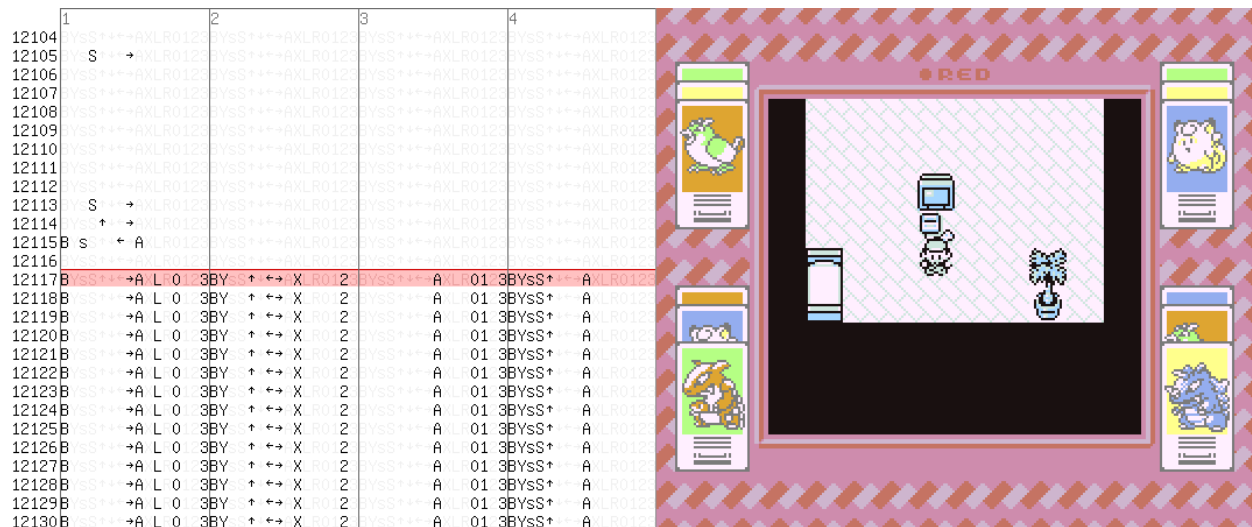 1 2 3 4
12104
12105 S →
12106
12107
12108
12109
12110
12111
12112
12113 S →
12114 ↑ →
12115 B s ← A
12116
12117 B →A L 0 3BY ↑ ←→ X 2 A 01 3BYsS↑ A
12118 B →A L 0 3BY ↑ ←→ X 2 A 01 3BYsS↑ A
12119 B →A L 0 3BY ↑ ←→ X 2 A 01 3BYsS↑ A
12120 B →A L 0 3BY ↑ ←→ X 2 A 01 3BYsS↑ A
12121 B →A L 0 3BY ↑ ←→ X 2 A 01 3BYsS↑ A
12122 B →A L 0 3BY ↑ ←→ X 2 A 01 3BYsS↑ A
12123 B →A L 0 3BY ↑ ←→ X 2 A 01 3BYsS↑ A
12124 B →A L 0 3BY ↑ ←→ X 2 A 01 3BYsS↑ A
12125 B →A L 0 3BY ↑ ←→ X 2 A 01 3BYsS↑ A
12126 B →A L 0 3BY ↑ ←→ X 2 A 01 3BYsS↑ A
12127 B →A L 0 3BY ↑ ←→ X 2 A 01 3BYsS↑ A
12128 B →A L 0 3BY ↑ ←→ X 2 A 01 3BYsS↑ A
12129 B →A L 0 3BY ↑ ←→ X 2 A 01 3BYsS↑ A
12130 B →A L 0 3BY ↑ ←→ X 2 A 01 3BYsS↑ A
RED